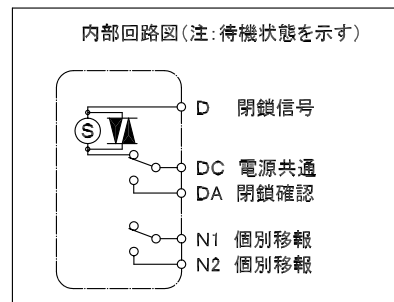 内部回路図(注:待機状態を示す)
S
D 閉鎖信号
DC 電源共通
DA 閉鎖確認
N1 個別移報
N2 個別移報